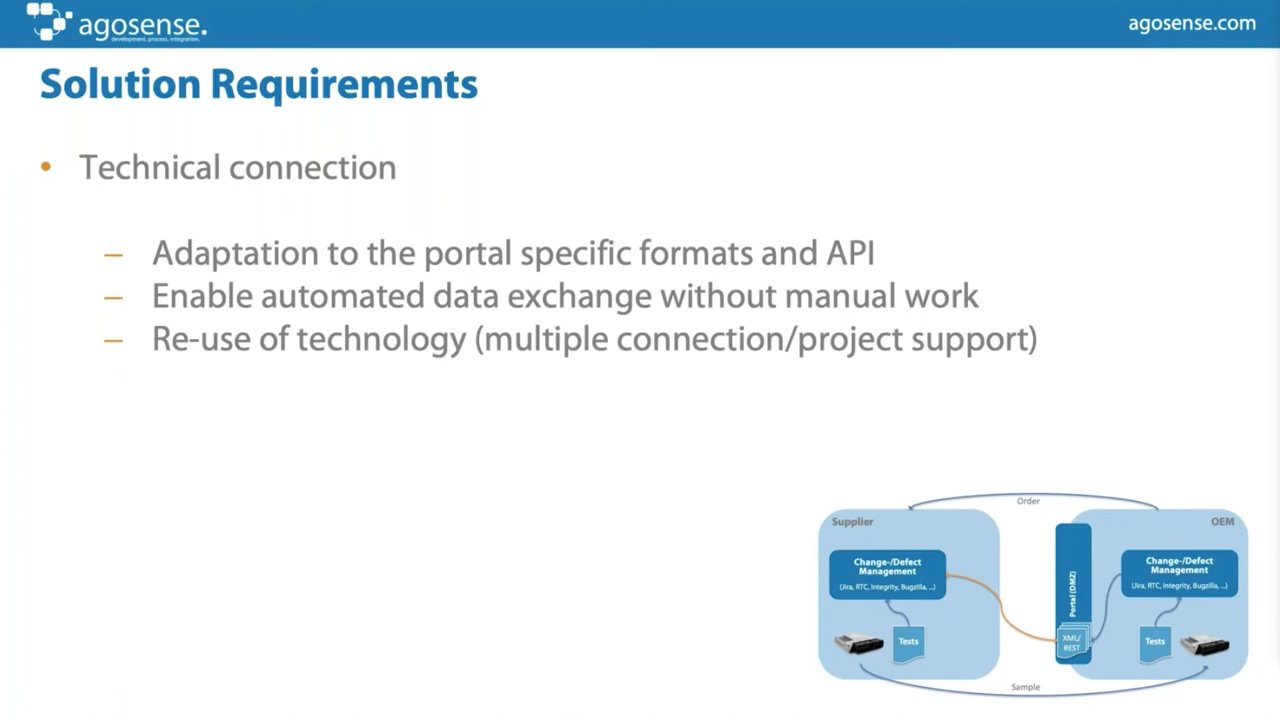 agosense.
development. process. integration.
agosense.com
Solution Requirements
• Technical connection
– Adaptation to the portal specific formats and API
– Enable automated data exchange without manual work
– Re-use of technology (multiple connection/project support)
Order
Supplier
OEM
Change-/Defect
Management
(Jira, RTC, Integrity, Bugzilla, ...)
Tests
Portal (DMZ)
XML/
REST
Change-/Defect
Management
(Jira, RTC, Integrity, Bugzilla, ...)
Tests
Sample